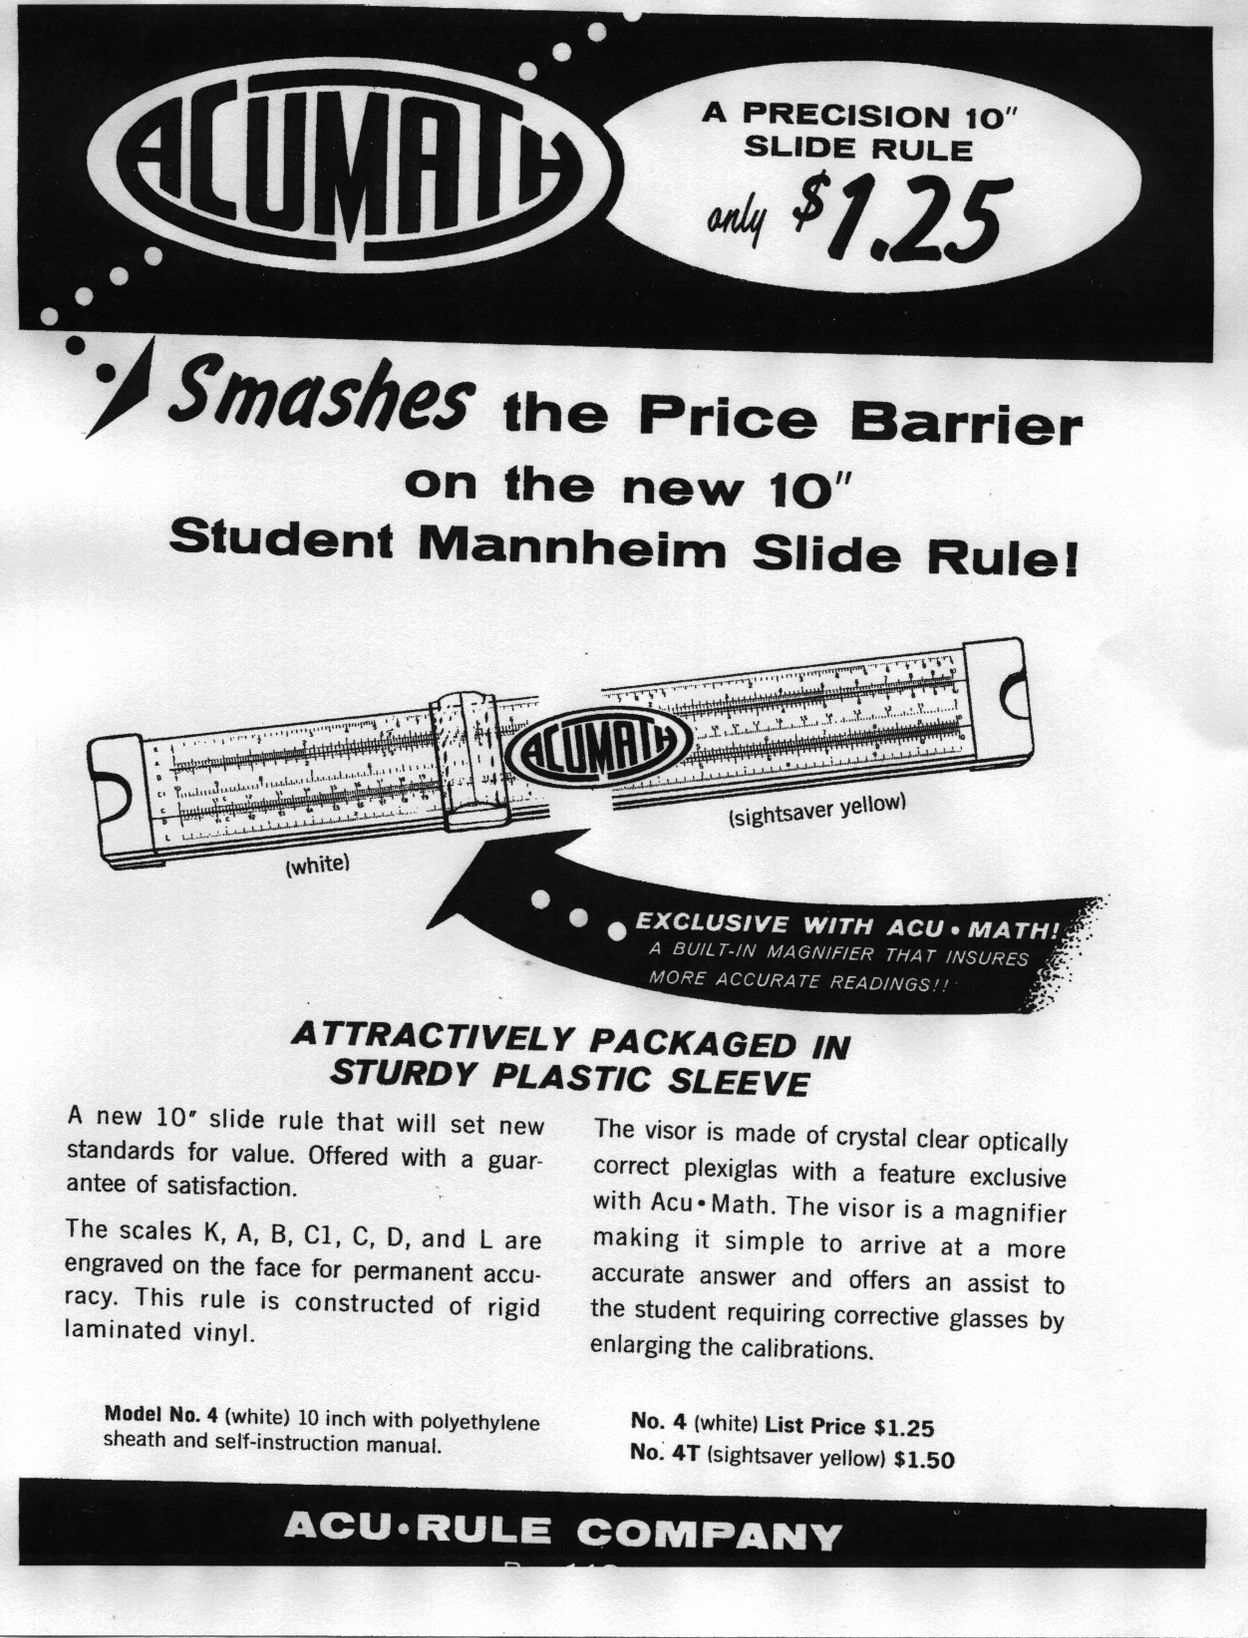 ACUMATH
A PRECISION 10"
SLIDE RULE
only $1.25
Smashes the Price Barrier
on the new 10"
Student Mannheim Slide Rule!
ACUMATH
(white)
(sightsaver yellow)
EXCLUSIVE WITH ACU•MATH!
A BUILT-IN MAGNIFIER THAT INSURES
MORE ACCURATE READINGS!!
ATTRACTIVELY PACKAGED IN
STURDY PLASTIC SLEEVE
A new 10" slide rule that will set new
standards for value. Offered with a guar-
antee of satisfaction.
The scales K, A, B, C1, C, D, and L are
engraved on the face for permanent accu-
racy. This rule is constructed of rigid
laminated vinyl.
The visor is made of crystal clear optically
correct plexiglas with a feature exclusive
with Acu•Math. The visor is a magnifier
making it simple to arrive at a more
accurate answer and offers an assist to
the student requiring corrective glasses by
enlarging the calibrations.
Model No. 4 (white) 10 inch with polyethylene
sheath and self-instruction manual.
No. 4 (white) List Price $1.25
No. 4T (sightsaver yellow) $1.50
ACU•RULE COMPANY